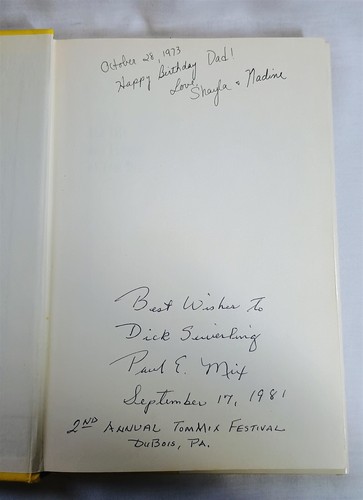 October 28, 1973
Happy Birthday Dad!
Love,
Shayla & Nadine
Best Wishes To
Dick Seiverling
Paul E. Mix
September 17, 1981
2ND ANNUAL TOM MIX FESTIVAL
DUBOIS, PA.